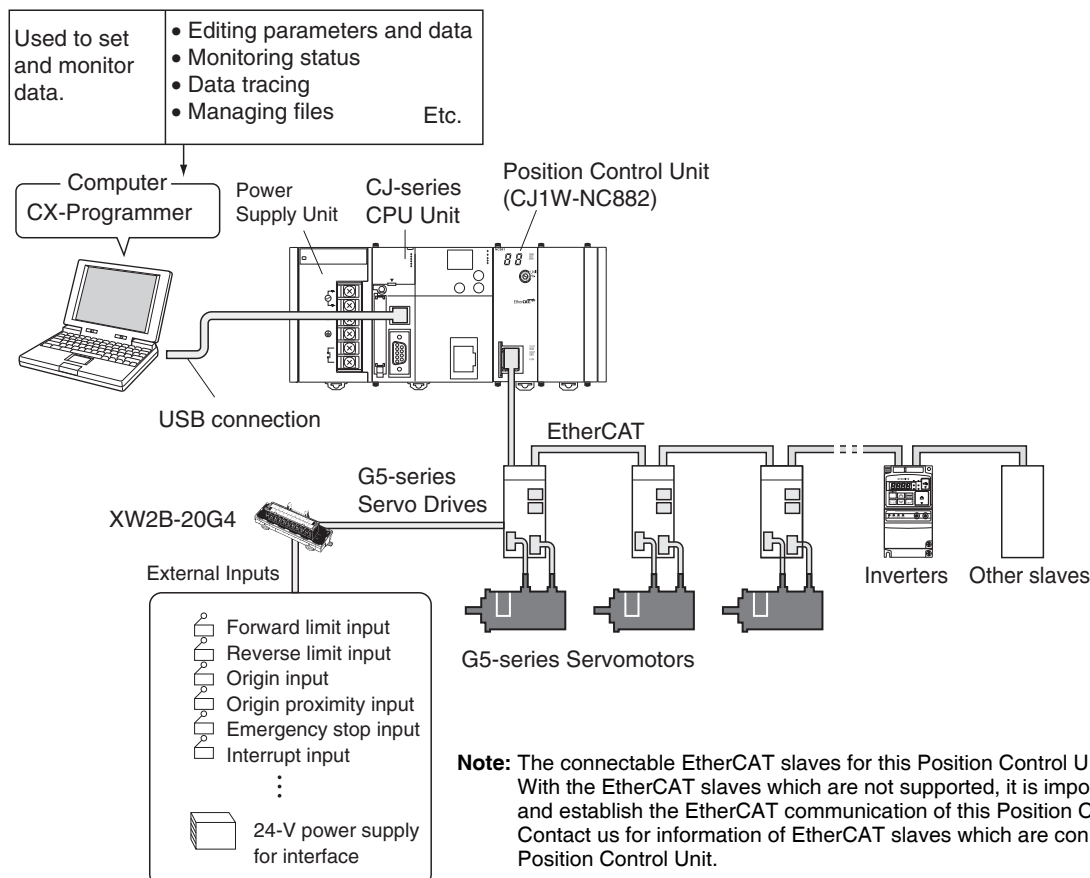 Used to set
and monitor
data.
• Editing parameters and data
• Monitoring status
• Data tracing
• Managing files Etc.
Computer
CX-Programmer
Power
Supply Unit
CJ-series
CPU Unit
Position Control Unit
(CJ1W-NC882)
EtherCAT
USB connection
EtherCAT
G5-series
Servo Drives
XW2B-20G4
External Inputs
Inverters
Other slaves
G5-series Servomotors
Forward limit input
Reverse limit input
Origin input
Origin proximity input
Emergency stop input
Interrupt input
24-V power supply
for interface
Note: The connectable EtherCAT slaves for this Position Control U
With the EtherCAT slaves which are not supported, it is impo
and establish the EtherCAT communication of this Position C
Contact us for information of EtherCAT slaves which are con
Position Control Unit.